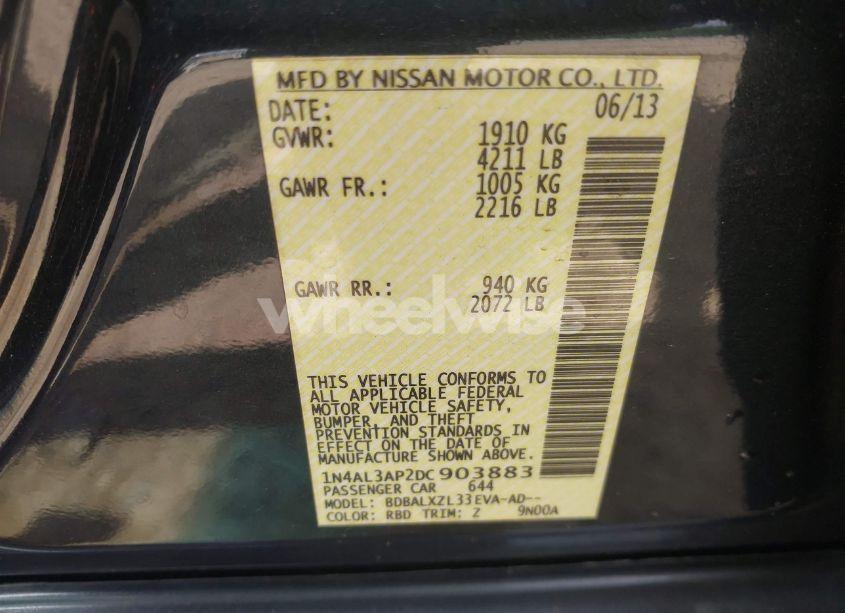 MFD BY NISSAN MOTOR CO., LTD.
DATE: 06/13
GVWR: 1910 KG
4211 LB
GAWR FR.: 1005 KG
2216 LB
GAWR RR.: 940 KG
2072 LB
wheelwise
THIS VEHICLE CONFORMS TO
ALL APPLICABLE FEDERAL
MOTOR VEHICLE SAFETY,
BUMPER, AND THEFT
PREVENTION STANDARDS IN
EFFECT ON THE DATE OF
MANUFACTURE SHOWN ABOVE.
1N4AL3AP2DC903883
PASSENGER CAR 644
MODEL: BDBALXZL33EVA-AD--
COLOR: RBD TRIM: Z 9N00A